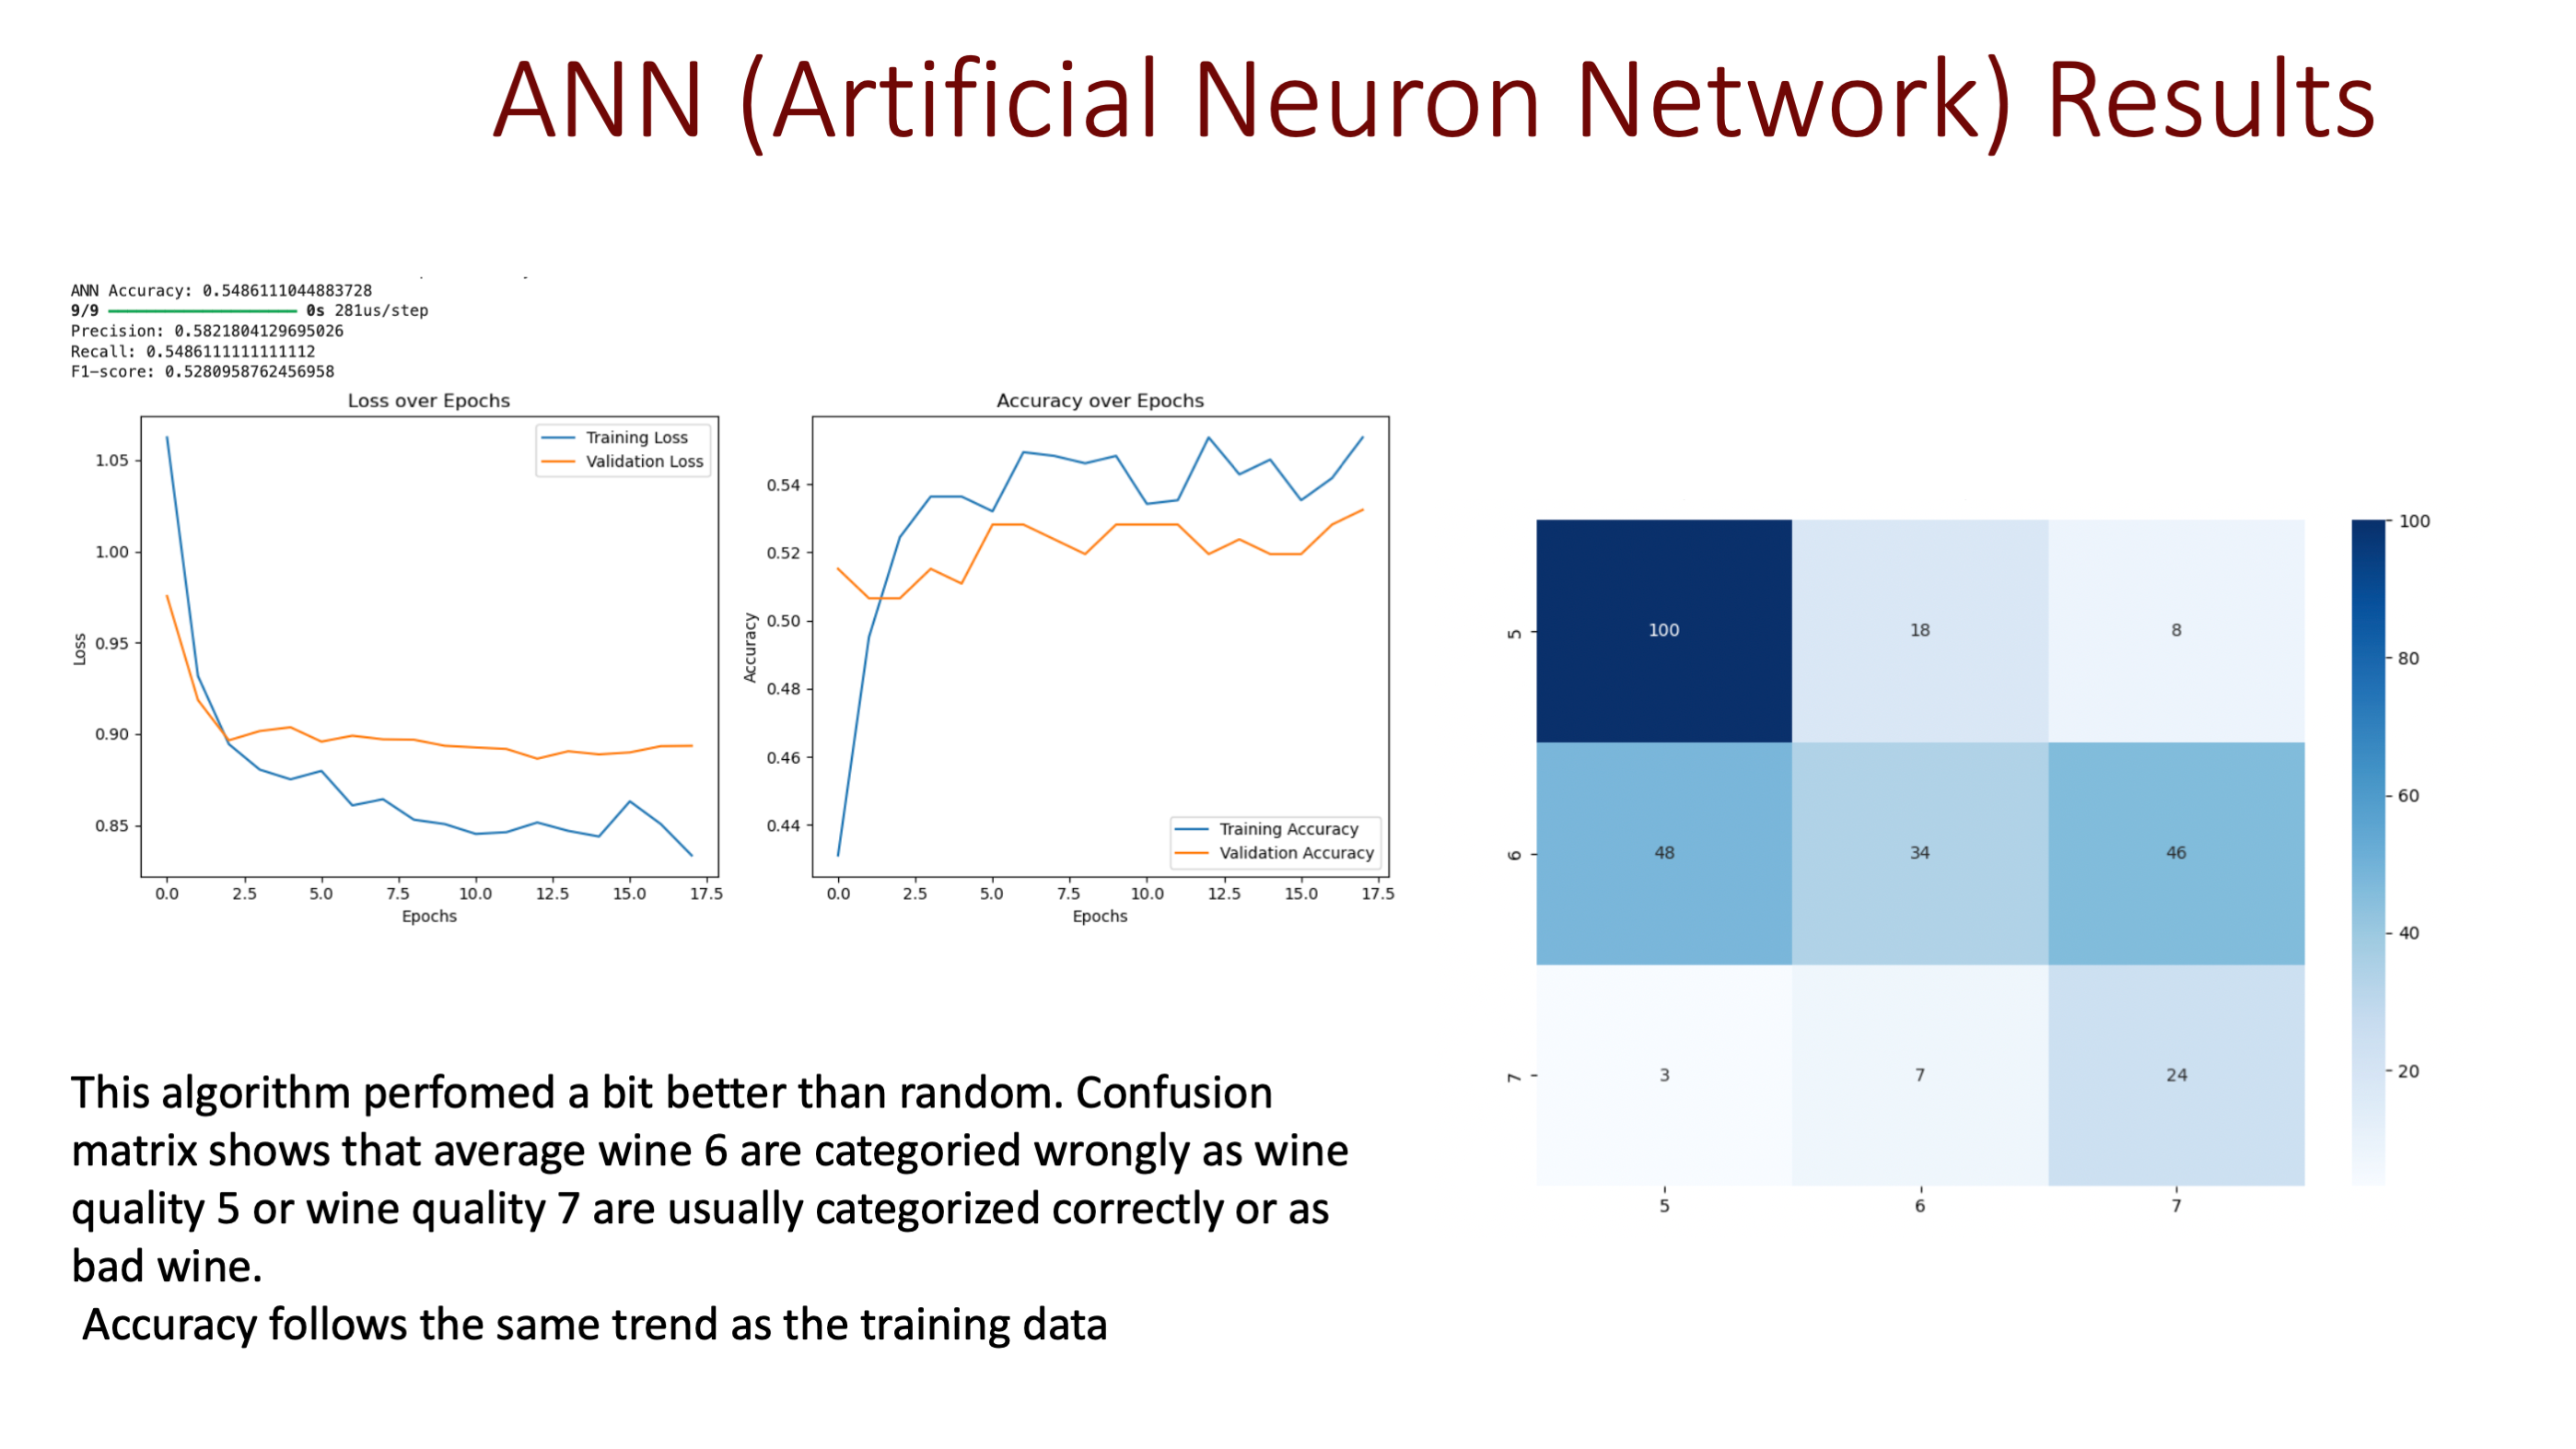 ANN (Artificial Neuron Network) Results
ANN Accuracy: 0.5486111044883728
9/9 0s 281us/step
Precision: 0.5821804129695026
Recall: 0.5486111111111112
F1-score: 0.5280958762456958
Loss over Epochs
Training Loss
Validation Loss
1.05
1.00
0.95
0.90
0.85
Loss
0.0 2.5 5.0 7.5 10.0 12.5 15.0 17.5
Epochs
Accuracy over Epochs
0.54
0.52
0.50
0.48
0.46
0.44
Accuracy
Training Accuracy
Validation Accuracy
0.0 2.5 5.0 7.5 10.0 12.5 15.0 17.5
Epochs
5 100 18 8
6 48 34 46
7 3 7 24
5 6 7
100
80
60
40
20
This algorithm perfomed a bit better than random. Confusion
matrix shows that average wine 6 are categoried wrongly as wine
quality 5 or wine quality 7 are usually categorized correctly or as
bad wine.
Accuracy follows the same trend as the training data